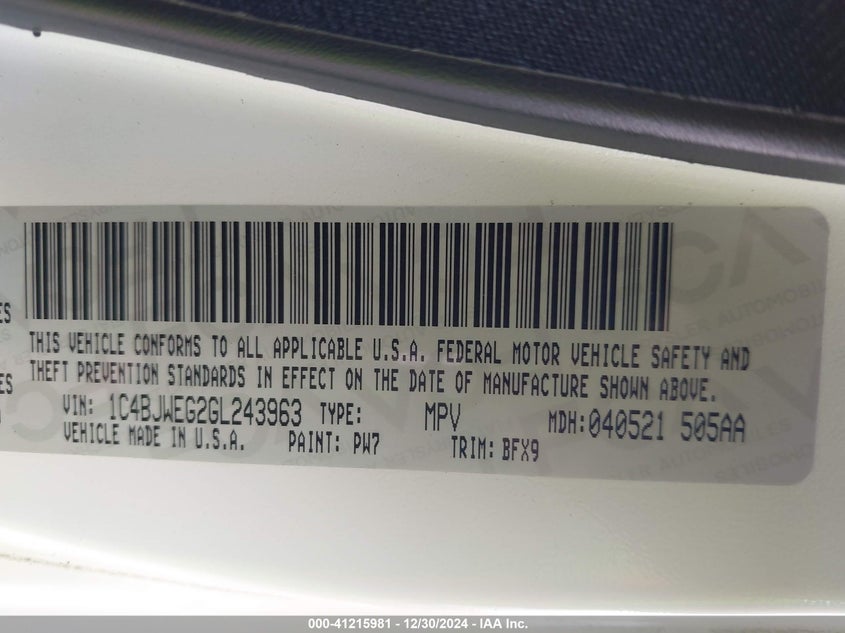 ES
THIS VEHICLE CONFORMS TO ALL APPLICABLE U.S.A. FEDERAL MOTOR VEHICLE SAFETY AND
ES THEFT PREVENTION STANDARDS IN EFFECT ON THE DATE OF MANUFACTURE SHOWN ABOVE.
VIN: 1C4BJWEG2GL243963 TYPE: MPV MDH:040521 505AA
VEHICLE MADE IN U.S.A. PAINT: PW7 TRIM: BFX9
000-41215981 - 12/30/2024 - IAA Inc.